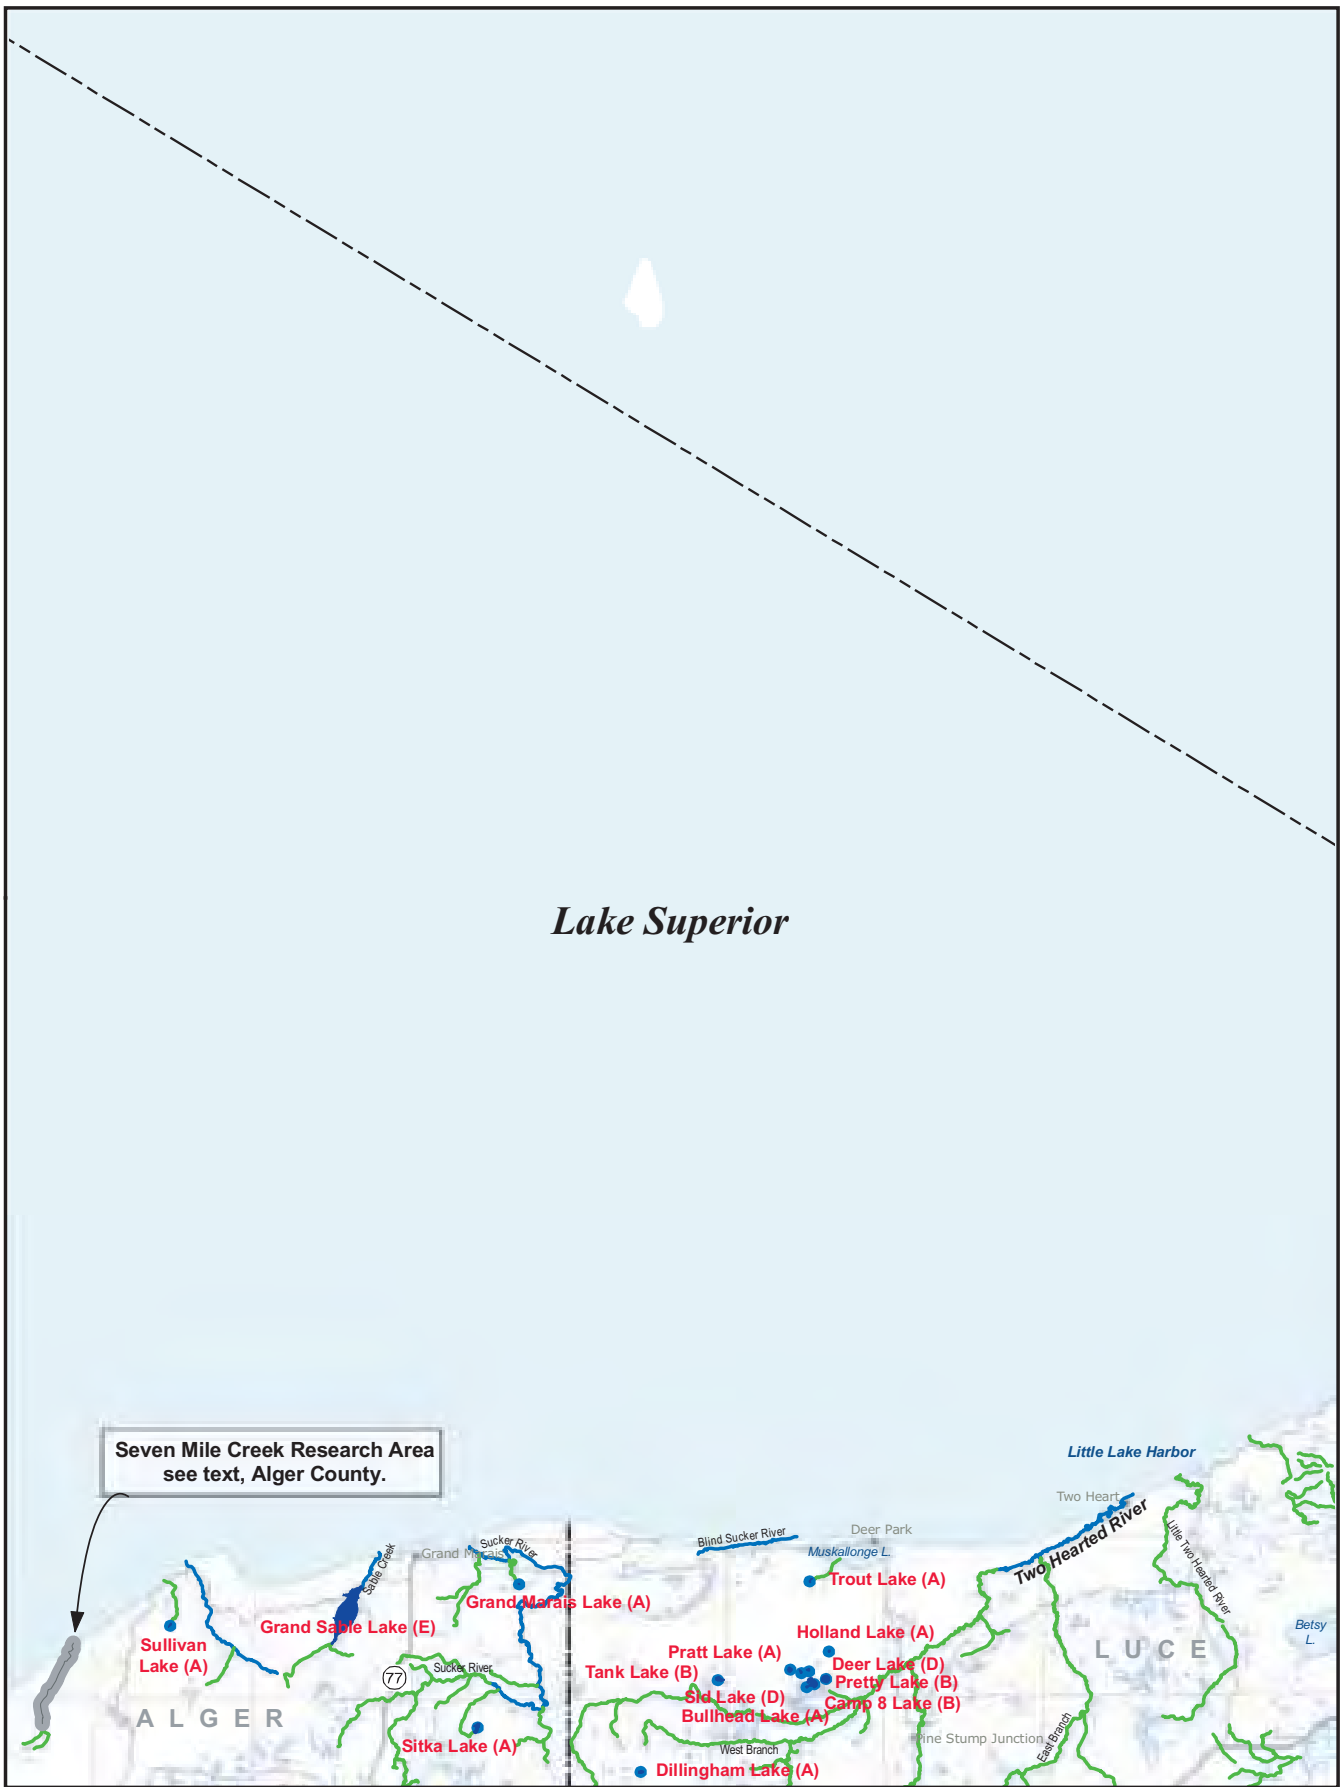 Lake Superior
Seven Mile Creek Research Area
see text, Alger County.
Little Lake Harbor
Two Heart
Two Hearted River
Little Two Hearted River
Betsy
L.
Sucker River
Grand Marais
Sable Creek
Blind Sucker River
Deer Park
Muskallonge L.
Trout Lake (A)
Grand Marais Lake (A)
Grand Sable Lake (E)
Sullivan
Lake (A)
Holland Lake (A)
Pratt Lake (A)
Deer Lake (D)
Tank Lake (B)
Pretty Lake (B)
Sid Lake (D)
Camp 8 Lake (B)
Bullhead Lake (A)
LUCE
Sucker River
77
ALGER
Sitka Lake (A)
West Branch
Pine Stump Junction
East Branch
Dillingham Lake (A)